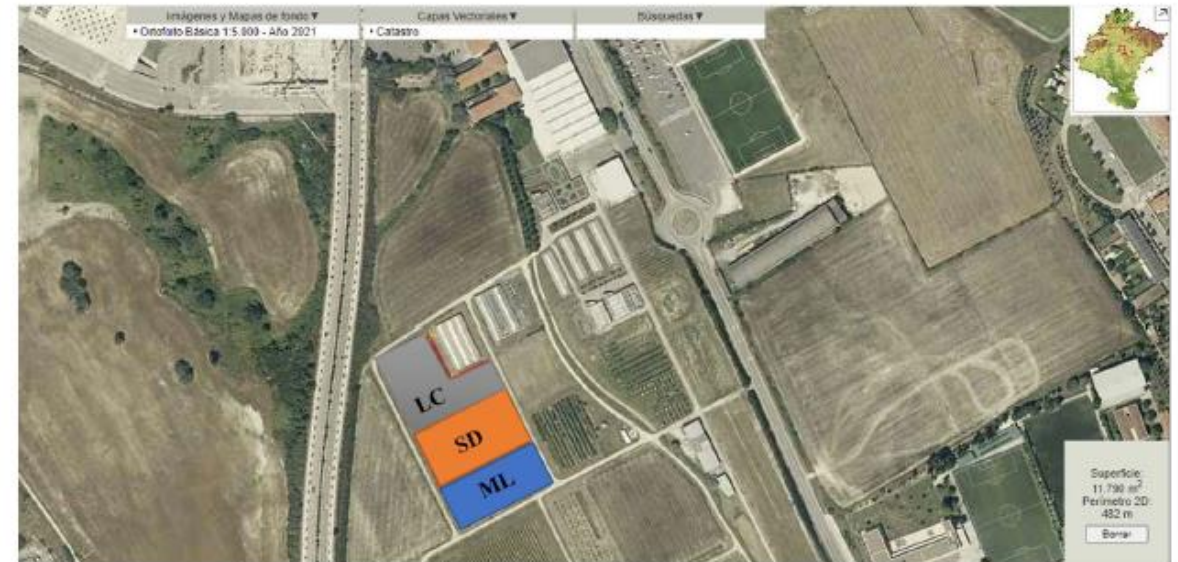 Imágenes y Mapas de fondo ▼
Capas Vectoriales ▼
Búsquedas ▼
• Ortofoto Básica 1:5.000 - Año 2021
• Catastro
LC
SD
ML
Superficie:
11.790 m²
Perímetro 2D:
482 m
Borrar